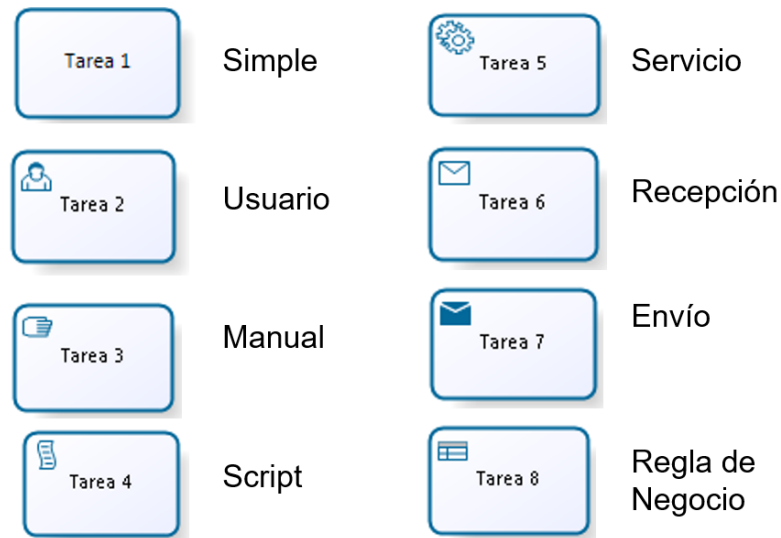 Tarea 1
Simple
Tarea 5
Servicio
Tarea 2
Usuario
Tarea 6
Recepción
Tarea 3
Manual
Tarea 7
Envío
Tarea 4
Script
Tarea 8
Regla de
Negocio